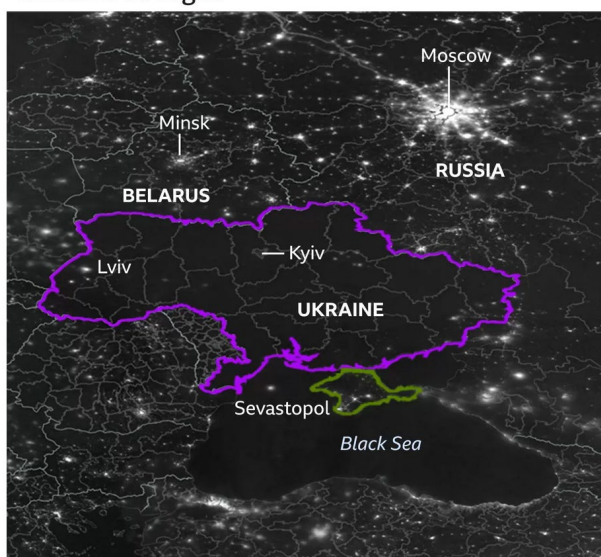 Moscow
Minsk
RUSSIA
BELARUS
Kyiv
Lviv
UKRAINE
Sevastopol
Black Sea